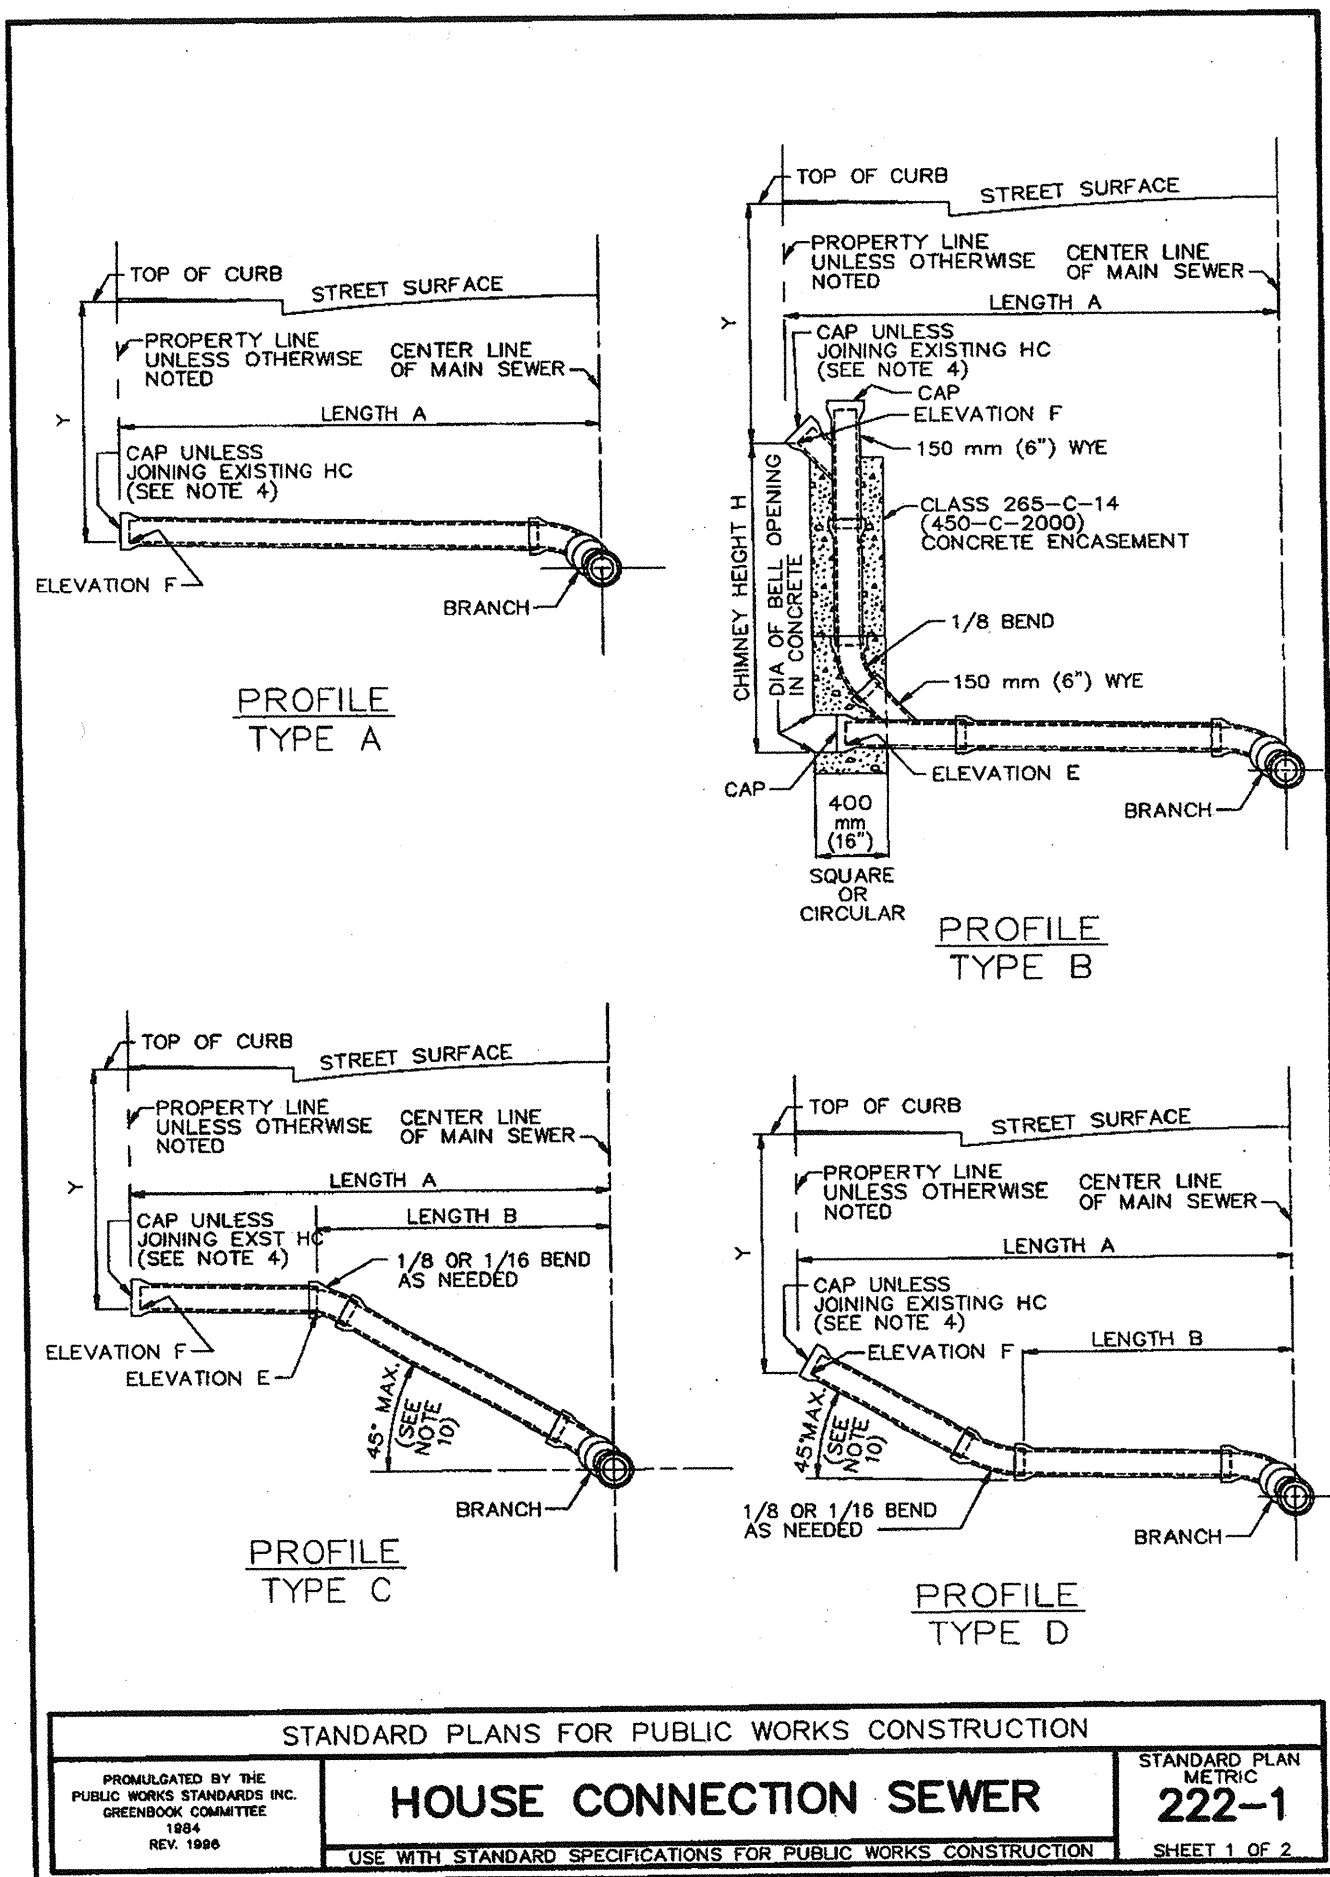 TOP OF CURB
STREET SURFACE
PROPERTY LINE
UNLESS OTHERWISE
NOTED
CENTER LINE
OF MAIN SEWER
LENGTH A
Y
CAP UNLESS
JOINING EXISTING HC
(SEE NOTE 4)
ELEVATION F
BRANCH
PROFILE
TYPE A
TOP OF CURB
STREET SURFACE
PROPERTY LINE
UNLESS OTHERWISE
NOTED
CENTER LINE
OF MAIN SEWER
LENGTH A
Y
CAP UNLESS
JOINING EXISTING HC
(SEE NOTE 4)
CAP
ELEVATION F
150 mm (6") WYE
CLASS 265-C-14
(450-C-2000)
CONCRETE ENCASEMENT
CHIMNEY HEIGHT H
DIA OF BELL OPENING
IN CONCRETE
1/8 BEND
150 mm (6") WYE
ELEVATION E
CAP
BRANCH
400
mm
(16")
SQUARE
OR
CIRCULAR
PROFILE
TYPE B
TOP OF CURB
STREET SURFACE
PROPERTY LINE
UNLESS OTHERWISE
NOTED
CENTER LINE
OF MAIN SEWER
LENGTH A
Y
CAP UNLESS
JOINING EXST HC
(SEE NOTE 4)
LENGTH B
1/8 OR 1/16 BEND
AS NEEDED
ELEVATION F
ELEVATION E
45° MAX.
(SEE
NOTE
10)
BRANCH
PROFILE
TYPE C
TOP OF CURB
STREET SURFACE
PROPERTY LINE
UNLESS OTHERWISE
NOTED
CENTER LINE
OF MAIN SEWER
LENGTH A
Y
CAP UNLESS
JOINING EXISTING HC
(SEE NOTE 4)
LENGTH B
ELEVATION F
45° MAX.
(SEE
NOTE
10)
1/8 OR 1/16 BEND
AS NEEDED
BRANCH
PROFILE
TYPE D
STANDARD PLANS FOR PUBLIC WORKS CONSTRUCTION
PROMULGATED BY THE
PUBLIC WORKS STANDARDS INC.
GREENBOOK COMMITTEE
1984
REV. 1996
HOUSE CONNECTION SEWER
USE WITH STANDARD SPECIFICATIONS FOR PUBLIC WORKS CONSTRUCTION
STANDARD PLAN
METRIC
222-1
SHEET 1 OF 2